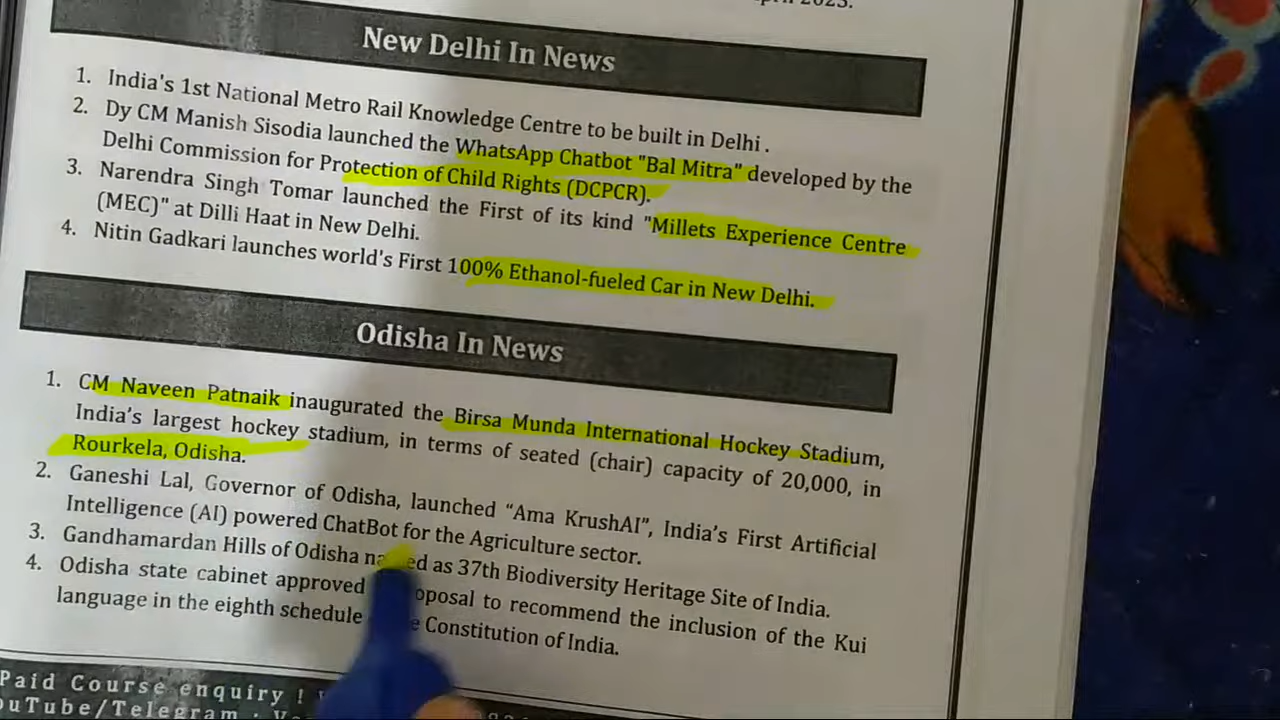 April 2023.
New Delhi In News
1. India's 1st National Metro Rail Knowledge Centre to be built in Delhi .
2. Dy CM Manish Sisodia launched the WhatsApp Chatbot "Bal Mitra" developed by the
Delhi Commission for Protection of Child Rights (DCPCR).
3. Narendra Singh Tomar launched the First of its kind "Millets Experience Centre
(MEC)" at Dilli Haat in New Delhi.
4. Nitin Gadkari launches world's First 100% Ethanol-fueled Car in New Delhi.
Odisha In News
1. CM Naveen Patnaik inaugurated the Birsa Munda International Hockey Stadium,
India's largest hockey stadium, in terms of seated (chair) capacity of 20,000, in
Rourkela, Odisha.
2. Ganeshi Lal, Governor of Odisha, launched "Ama KrushAI", India's First Artificial
Intelligence (AI) powered ChatBot for the Agriculture sector.
3. Gandhamardan Hills of Odisha as 37th Biodiversity Heritage Site of India.
4. Odisha state cabinet approved to recommend the inclusion of the Kui
language in the eighth schedule Constitution of India.
Paid Course enquiry !
YouTube/Telegram :